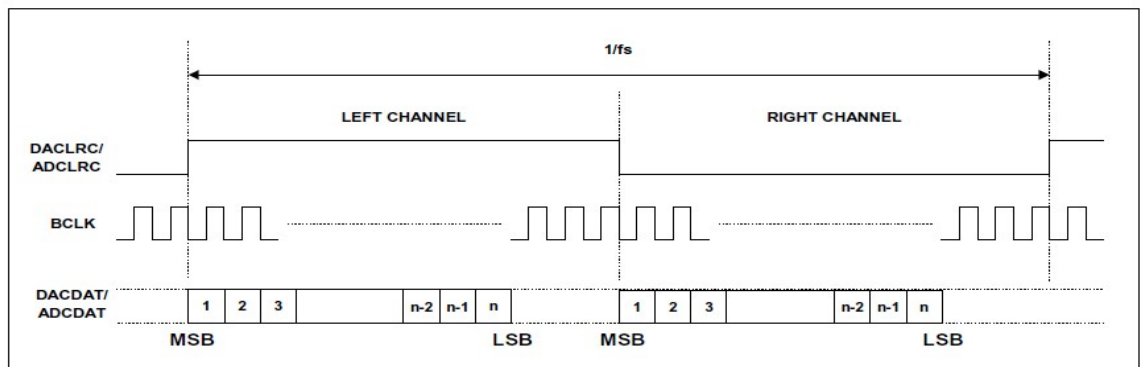 1/fs
LEFT CHANNEL RIGHT CHANNEL
DACLRC/
ADCLRC
BCLK
DACDAT/
ADCDAT
1 2 3 n-2 n-1 n 1 2 3 n-2 n-1 n
MSB LSB MSB LSB